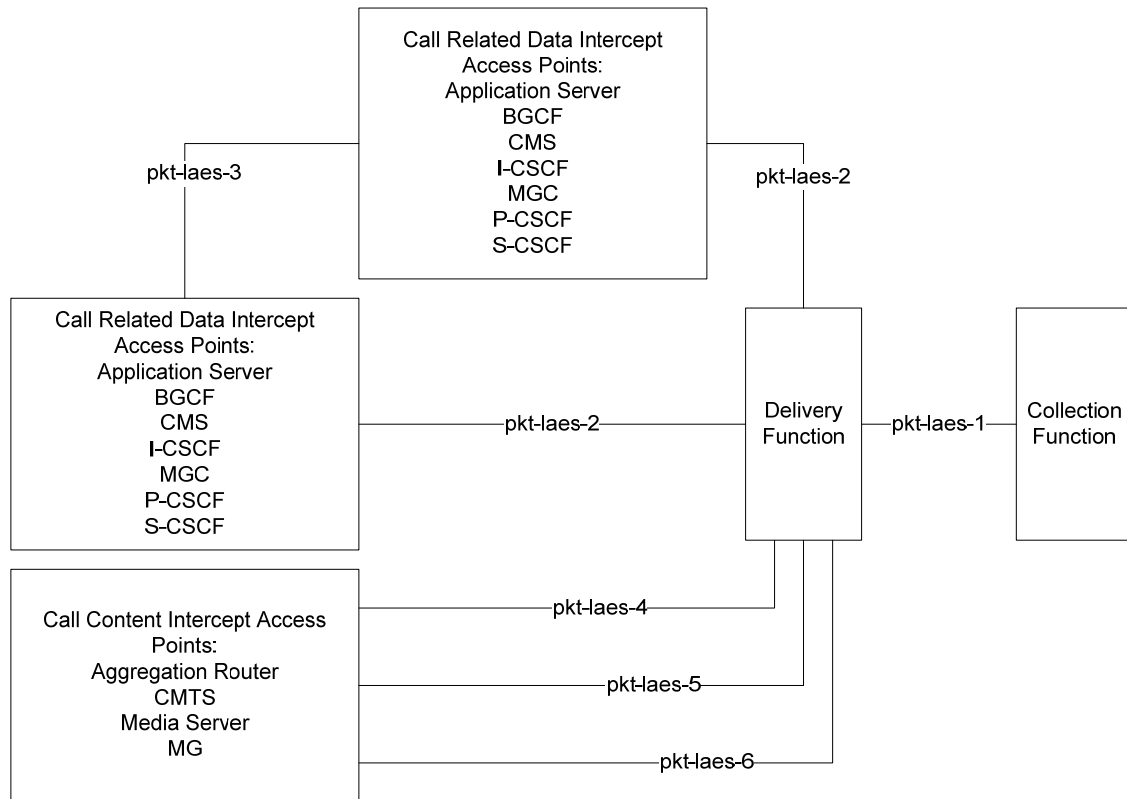 Call Related Data Intercept
Access Points:
Application Server
BGCF
CMS
I-CSCF
MGC
P-CSCF
S-CSCF
pkt-laes-3
pkt-laes-2
Call Related Data Intercept
Access Points:
Application Server
BGCF
CMS
I-CSCF
MGC
P-CSCF
S-CSCF
pkt-laes-2
Delivery
Function
pkt-laes-1
Collection
Function
Call Content Intercept Access
Points:
Aggregation Router
CMTS
Media Server
MG
pkt-laes-4
pkt-laes-5
pkt-laes-6